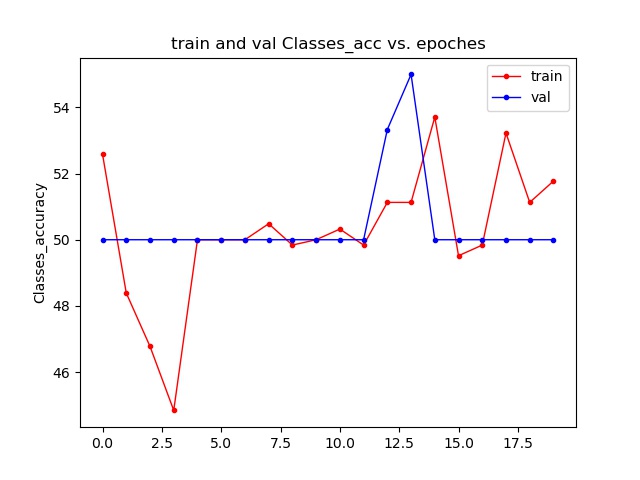 train and val Classes_acc vs. epoches
train
val
Classes_accuracy
54
52
50
48
46
0.0 2.5 5.0 7.5 10.0 12.5 15.0 17.5